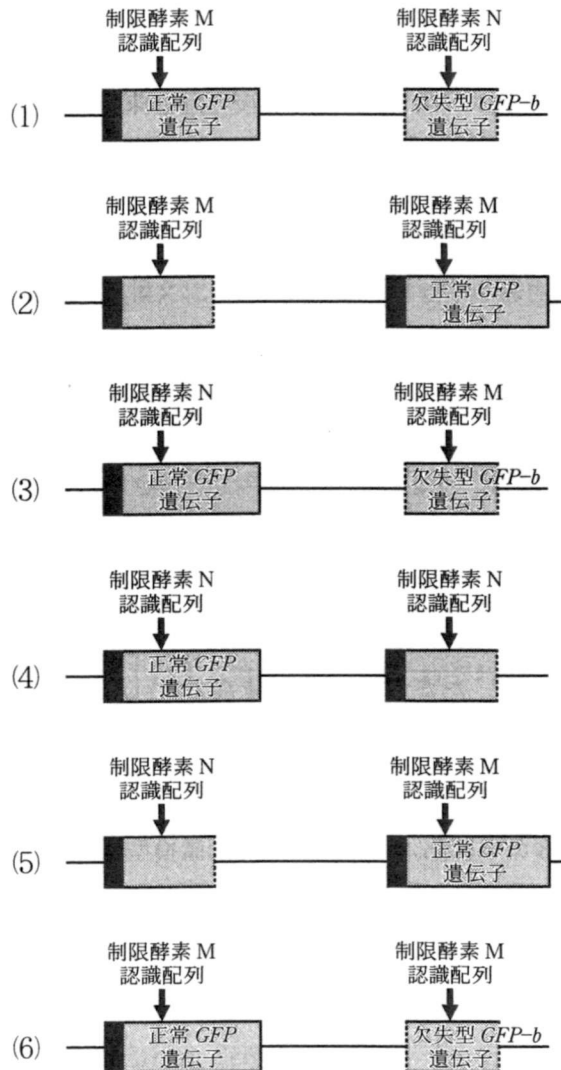 制限酵素 M
認識配列
制限酵素 N
認識配列
(1)
正常 GFP
遺伝子
欠失型 GFP-b
遺伝子
制限酵素 M
認識配列
制限酵素 M
認識配列
(2)
正常 GFP
遺伝子
制限酵素 N
認識配列
制限酵素 M
認識配列
(3)
正常 GFP
遺伝子
欠失型 GFP-b
遺伝子
制限酵素 N
認識配列
制限酵素 N
認識配列
(4)
正常 GFP
遺伝子
制限酵素 N
認識配列
制限酵素 M
認識配列
(5)
正常 GFP
遺伝子
制限酵素 M
認識配列
制限酵素 M
認識配列
(6)
正常 GFP
遺伝子
欠失型 GFP-b
遺伝子